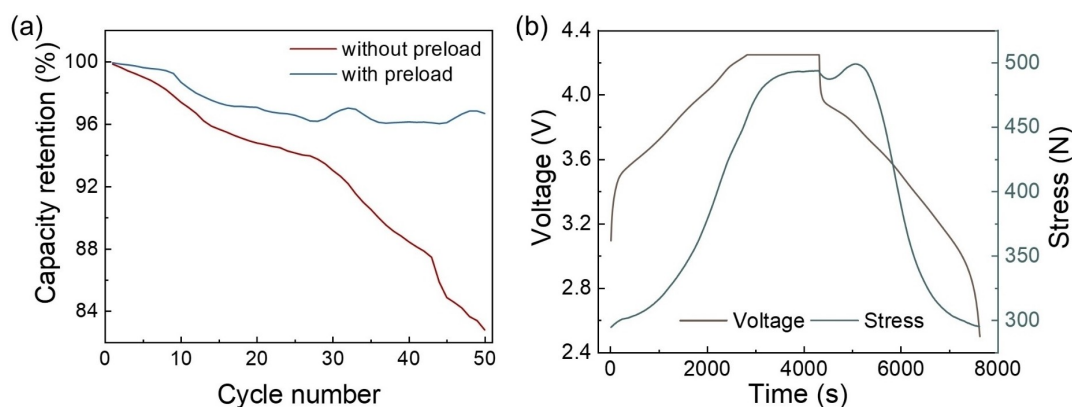 (a)
Capacity retention (%)
100
96
92
88
84
without preload
with preload
0 10 20 30 40 50
Cycle number
(b)
Voltage (V)
4.4
4.0
3.6
3.2
2.8
2.4
Voltage Stress
0 2000 4000 6000 8000
Time (s)
500
450
400
350
300
Stress (N)